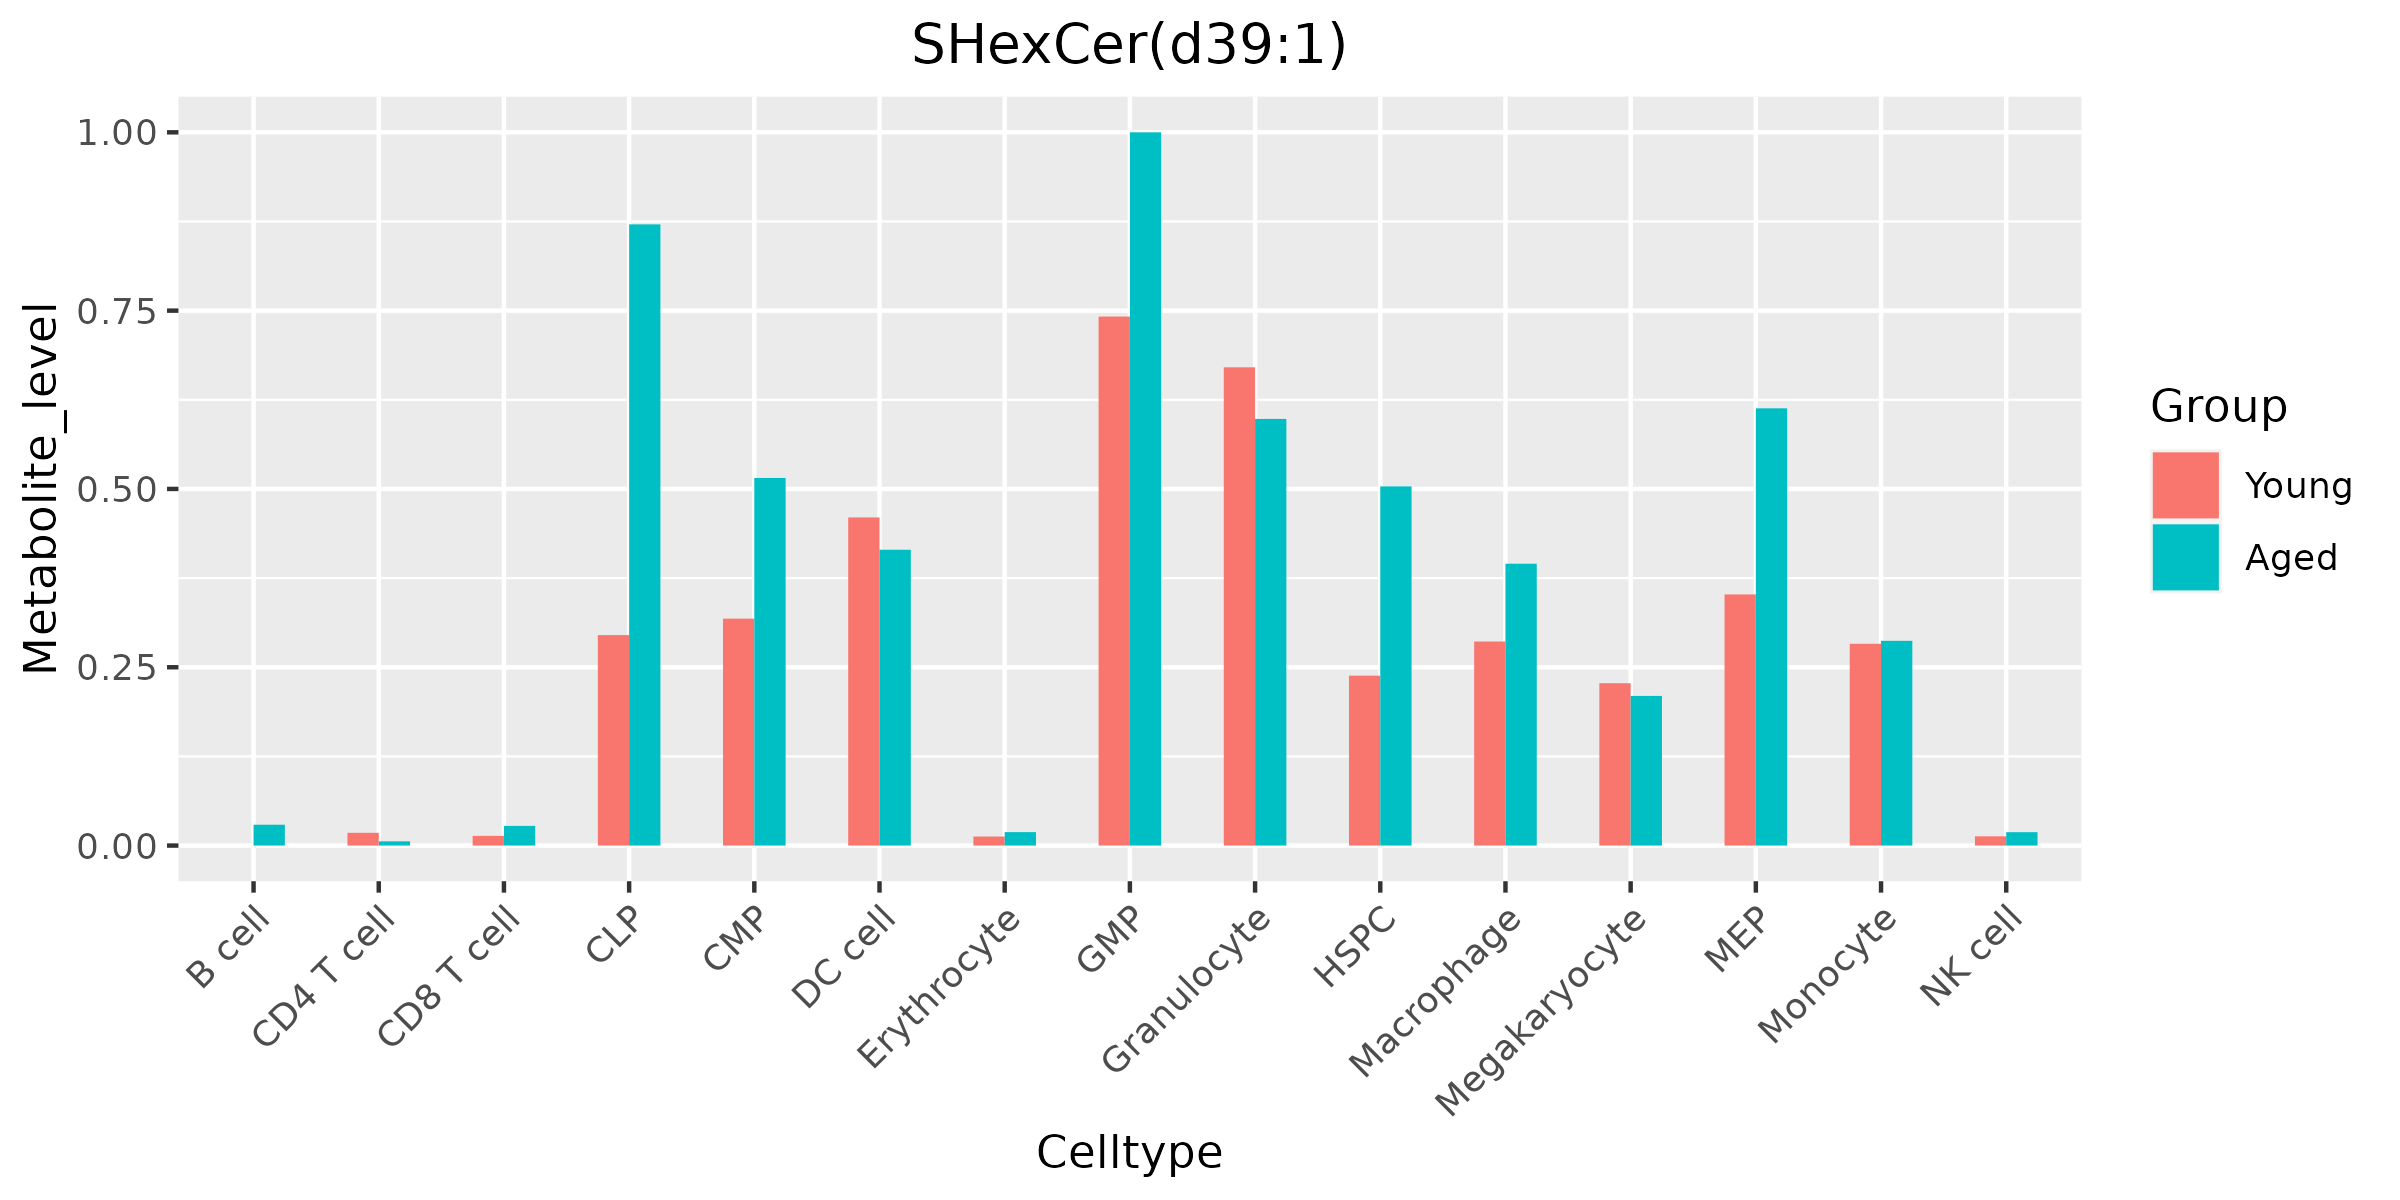 SHexCer(d39:1)
Metabolite_level
1.00
0.75
0.50
0.25
0.00
B cell
CD4 T cell
CD8 T cell
CLP
CMP
DC cell
Erythrocyte
GMP
Granulocyte
HSPC
Macrophage
Megakaryocyte
MEP
Monocyte
NK cell
Celltype
Group
Young
Aged